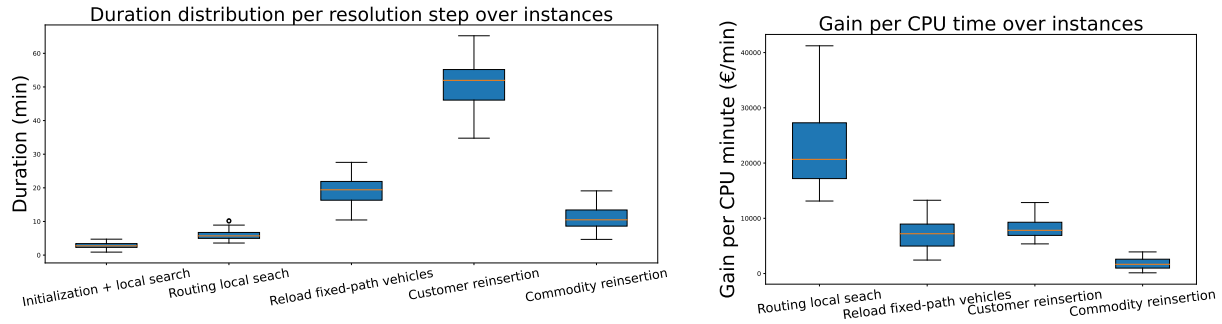 Duration distribution per resolution step over instances
Duration (min)
60
50
40
30
20
10
0
Initialization + local search
Routing local seach
Reload fixed-path vehicles
Customer reinsertion
Commodity reinsertion
Gain per CPU time over instances
Gain per CPU minute (€/min)
40000
30000
20000
10000
0
Routing local seach
Reload fixed-path vehicles
Customer reinsertion
Commodity reinsertion